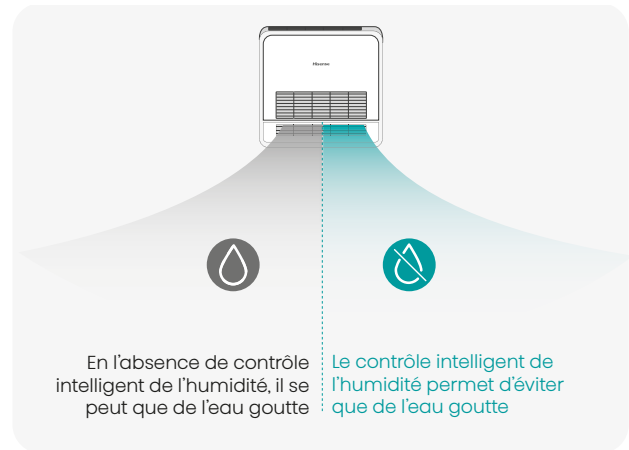 Hisense
En l'absence de contrôle
intelligent de l'humidité, il se
peut que de l'eau goutte
Le contrôle intelligent de
l'humidité permet d'éviter
que de l'eau goutte